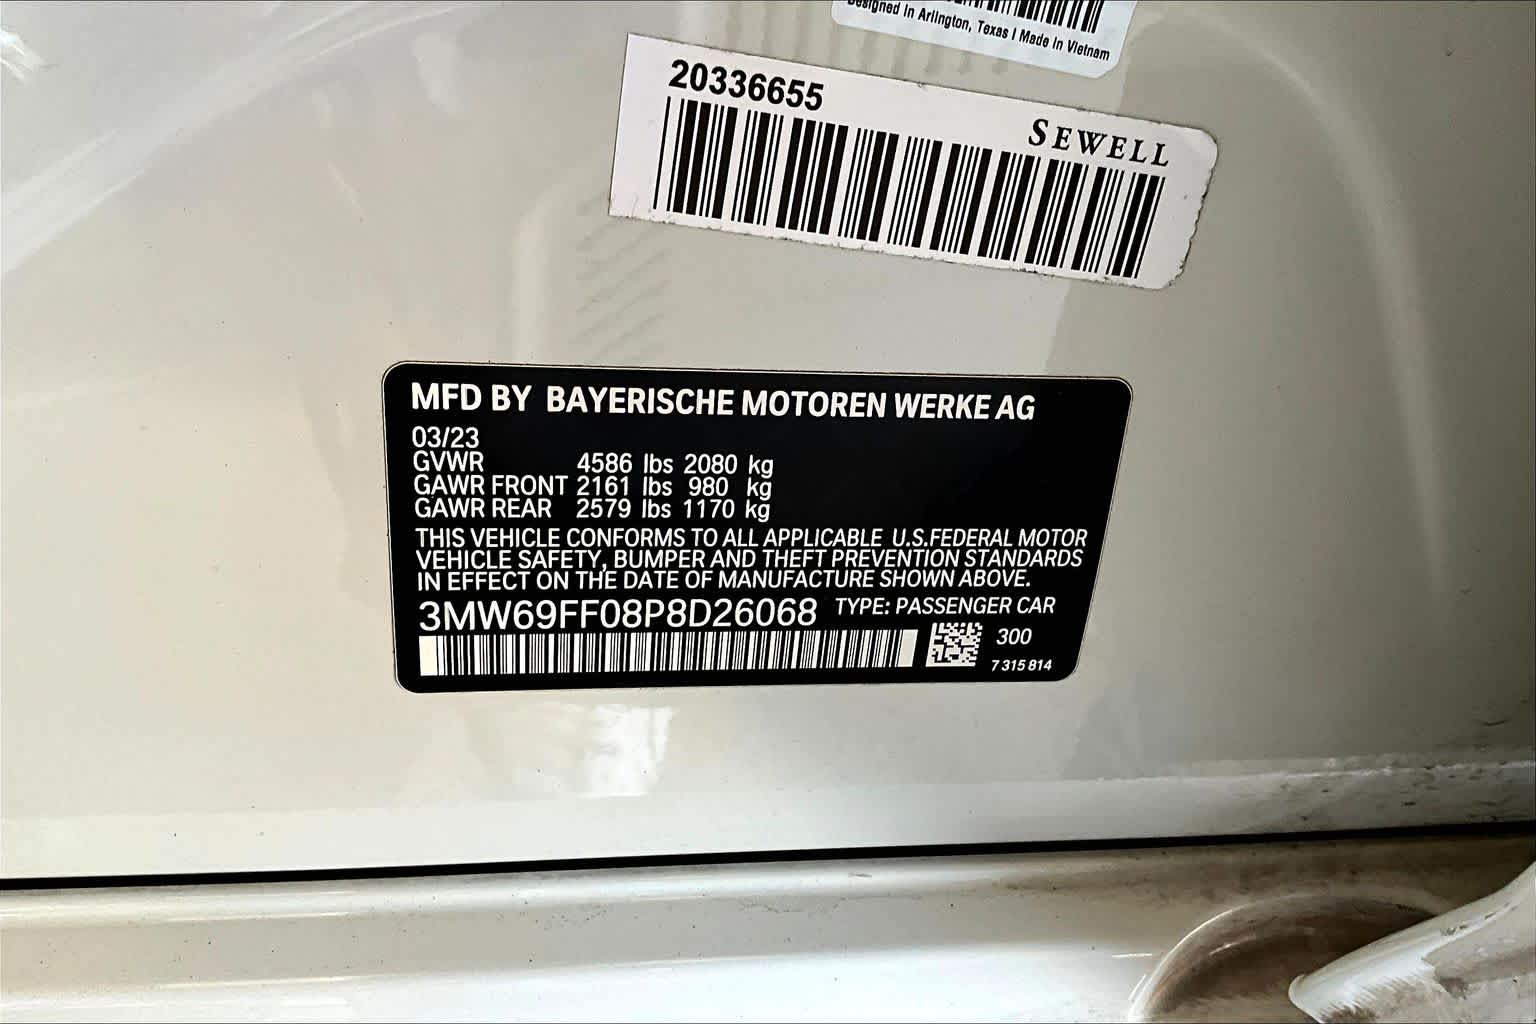 Designed in Arlington, Texas I Made In Vietnam
20336655
SEWELL
MFD BY BAYERISCHE MOTOREN WERKE AG
03/23
GVWR 4586 lbs 2080 kg
GAWR FRONT 2161 lbs 980 kg
GAWR REAR 2579 lbs 1170 kg
THIS VEHICLE CONFORMS TO ALL APPLICABLE U.S.FEDERAL MOTOR
VEHICLE SAFETY, BUMPER AND THEFT PREVENTION STANDARDS
IN EFFECT ON THE DATE OF MANUFACTURE SHOWN ABOVE.
3MW69FF08P8D26068 TYPE: PASSENGER CAR
300
7 315 814